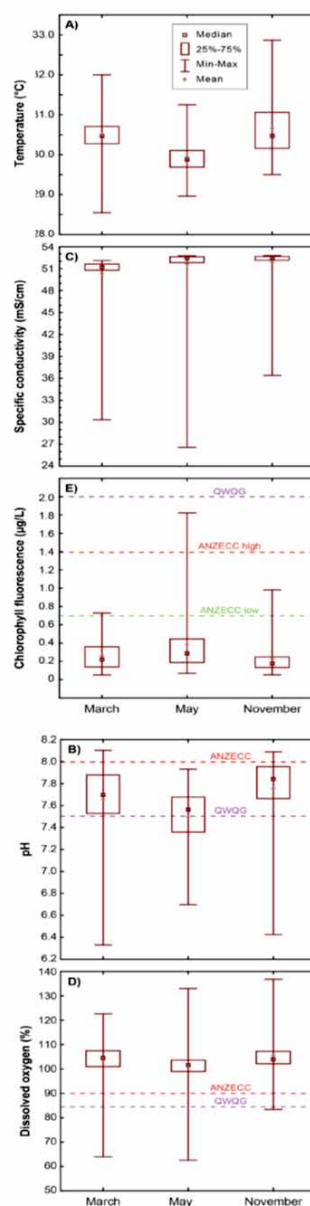 A)
Median
25%-75%
Min-Max
Mean
Temperature (°C)
33.0
32.0
31.0
30.0
29.0
28.0
C)
Specific conductivity (mS/cm)
54
51
48
45
42
39
36
33
30
27
24
E)
Chlorophyll fluorescence (µg/L)
QWQG
ANZECC high
ANZECC low
2.0
1.8
1.6
1.4
1.2
1.0
0.8
0.6
0.4
0.2
0
March May November
B)
pH
ANZECC
QWQG
8.2
8.0
7.8
7.6
7.4
7.2
7.0
6.8
6.6
6.4
6.2
D)
Dissolved oxygen (%)
ANZECC
QWQG
140
130
120
110
100
90
80
70
60
50
March May November